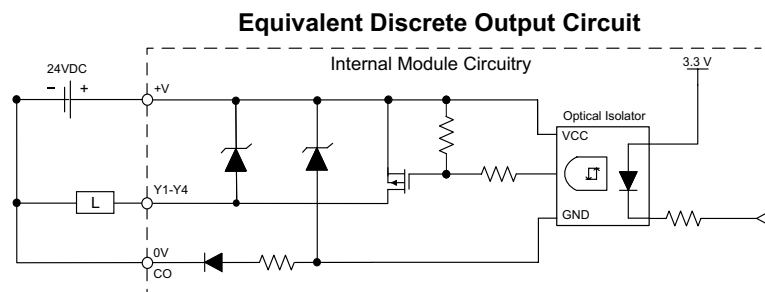 Equivalent Discrete Output Circuit
Internal Module Circuitry
24VDC
3.3 V
− +
+V
Optical Isolator
VCC
Y1-Y4
L
GND
0V
CO